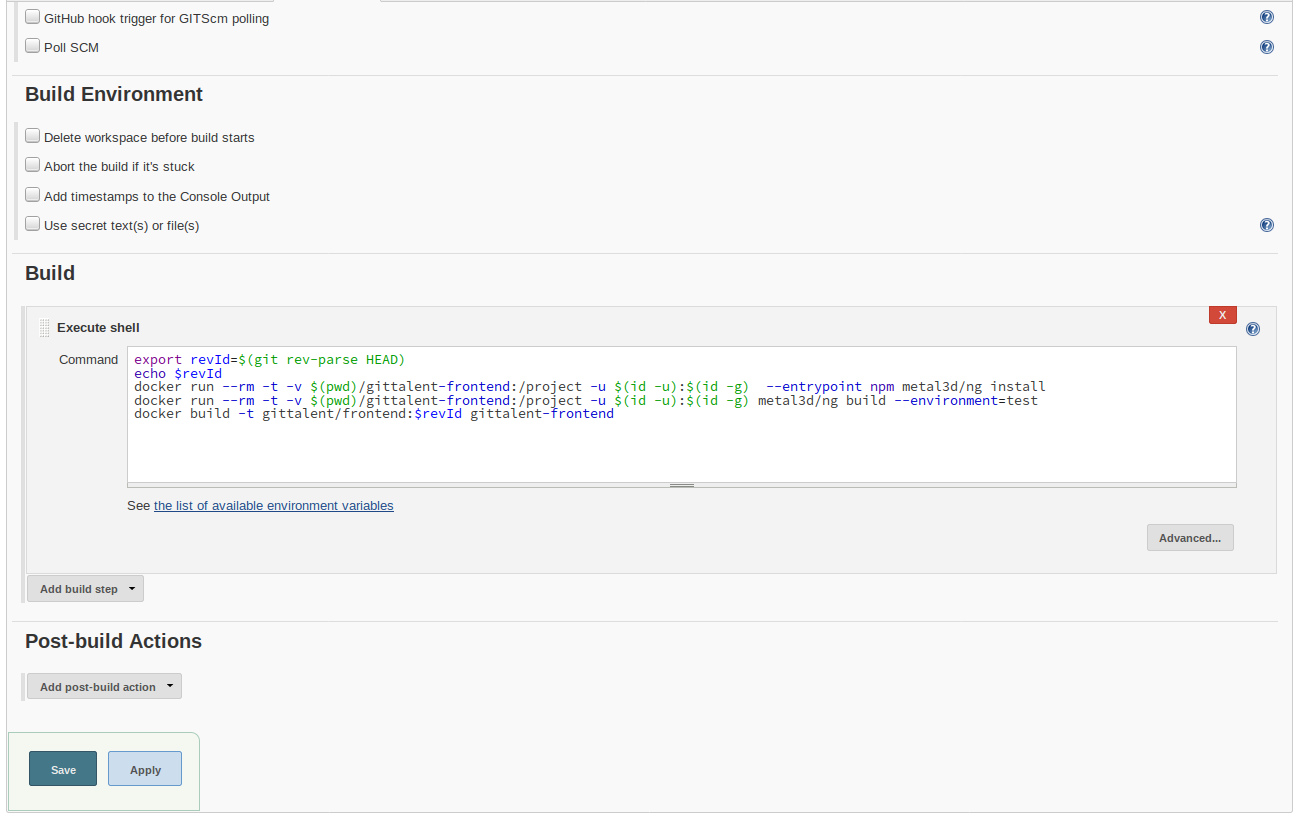 GitHub hook trigger for GITScm polling
Poll SCM
Build Environment
Delete workspace before build starts
Abort the build if it's stuck
Add timestamps to the Console Output
Use secret text(s) or file(s)
Build
X
Execute shell
Command
export revId=$(git rev-parse HEAD)
echo $revId
docker run --rm -t -v $(pwd)/gittalent-frontend:/project -u $(id -u):$(id -g)  --entrypoint npm metal3d/ng install
docker run --rm -t -v $(pwd)/gittalent-frontend:/project -u $(id -u):$(id -g) metal3d/ng build --environment=test
docker build -t gittalent/frontend:$revId gittalent-frontend
See the list of available environment variables
Advanced...
Add build step
Post-build Actions
Add post-build action
Save Apply